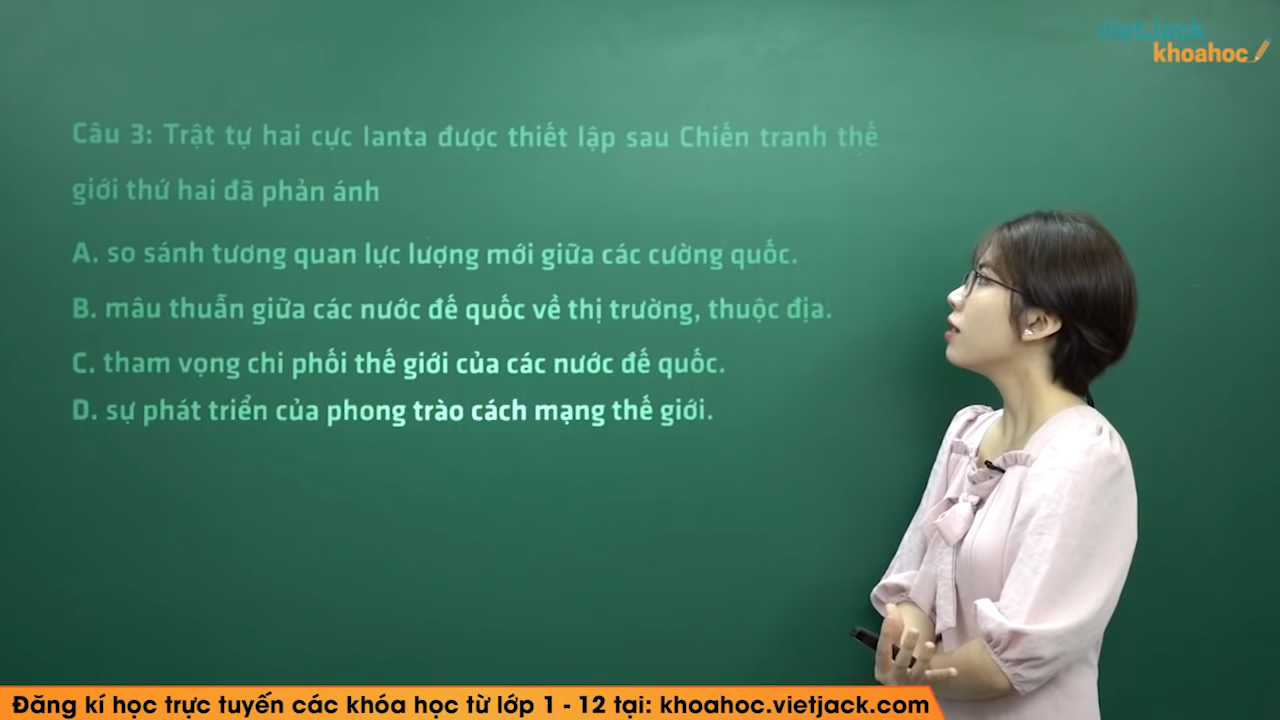 vietJack
khoahoc
Câu 3: Trật tự hai cực Ianta được thiết lập sau Chiến tranh thế
giới thứ hai đã phản ánh
A. so sánh tương quan lực lượng mới giữa các cường quốc.
B. mâu thuẫn giữa các nước đế quốc về thị trường, thuộc địa.
C. tham vọng chi phối thế giới của các nước đế quốc.
D. sự phát triển của phong trào cách mạng thế giới.
Đăng kí học trực tuyến các khóa học từ lớp 1 - 12 tại: khoahoc.vietjack.com